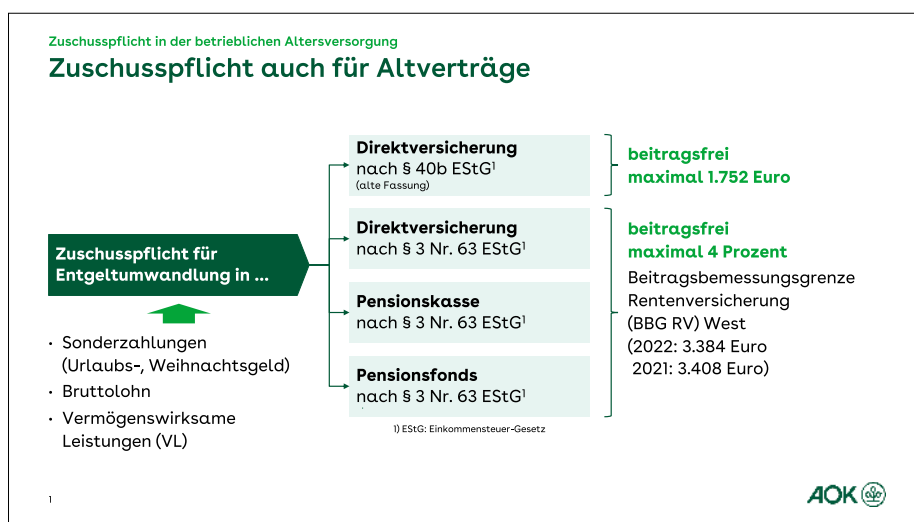 Zuschusspflicht in der betrieblichen Altersversorgung
Zuschusspflicht auch für Altverträge
Zuschusspflicht für
Entgeltumwandlung in ...
· Sonderzahlungen
(Urlaubs-, Weihnachtsgeld)
· Bruttolohn
· Vermögenswirksame
Leistungen (VL)
Direktversicherung
nach § 40b EStG¹
(alte Fassung)
Direktversicherung
nach § 3 Nr. 63 EStG¹
Pensionskasse
nach § 3 Nr. 63 EStG¹
Pensionsfonds
nach § 3 Nr. 63 EStG¹
1) EStG: Einkommensteuer-Gesetz
beitragsfrei
maximal 1.752 Euro
beitragsfrei
maximal 4 Prozent
Beitragsbemessungsgrenze
Rentenversicherung
(BBG RV) West
(2022: 3.384 Euro
2021: 3.408 Euro)
1
AOK